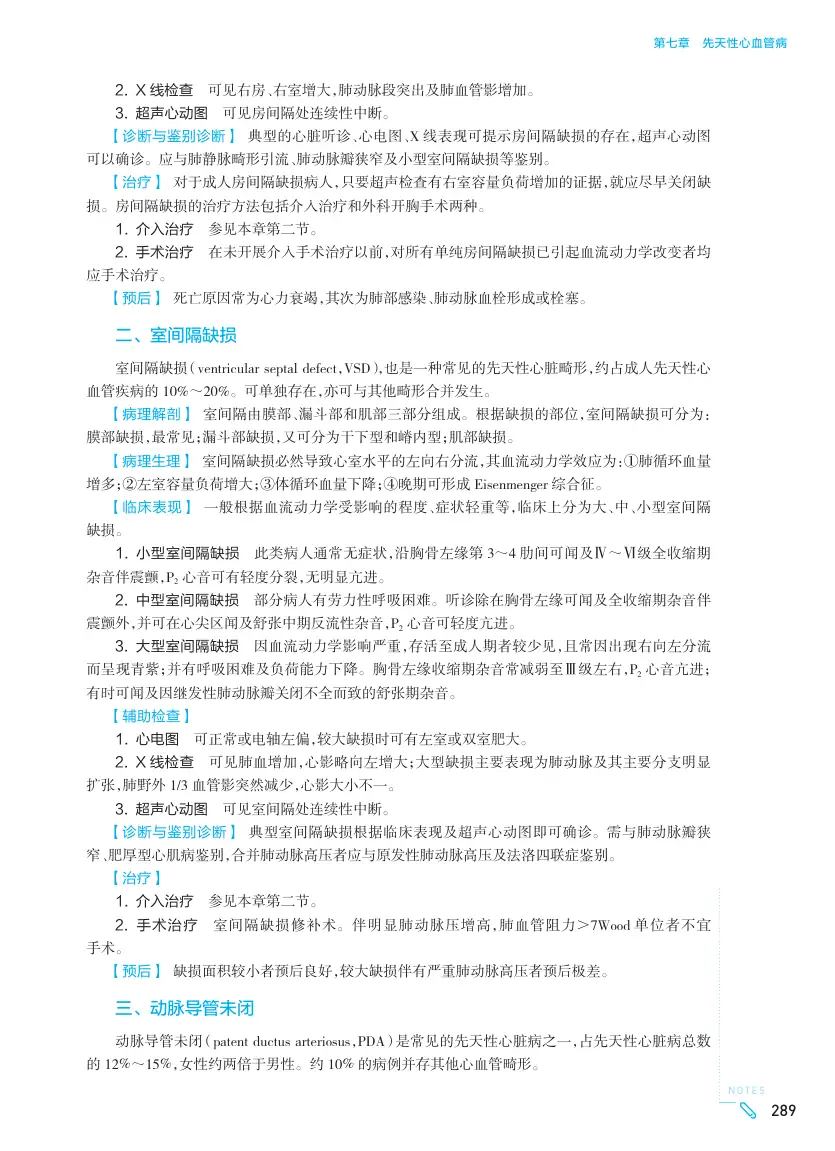 第七章 先天性心血管病
2. X 线检查 可见右房、右室增大,肺动脉段突出及肺血管影增加。
3. 超声心动图 可见房间隔处连续性中断。
【诊断与鉴别诊断】 典型的心脏听诊、心电图、X 线表现可提示房间隔缺损的存在,超声心动图
可以确诊。应与肺静脉畸形引流、肺动脉瓣狭窄及小型室间隔缺损等鉴别。
【治疗】 对于成人房间隔缺损病人,只要超声检查有右室容量负荷增加的证据,就应尽早关闭缺
损。房间隔缺损的治疗方法包括介入治疗和外科开胸手术两种。
1. 介入治疗 参见本章第二节。
2. 手术治疗 在未开展介入手术治疗以前,对所有单纯房间隔缺损已引起血流动力学改变者均
应手术治疗。
【预后】 死亡原因常为心力衰竭,其次为肺部感染、肺动脉血栓形成或栓塞。
二、室间隔缺损
室间隔缺损(ventricular septal defect,VSD),也是一种常见的先天性心脏畸形,约占成人先天性心
血管疾病的 10%～20%。可单独存在,亦可与其他畸形合并发生。
【病理解剖】 室间隔由膜部、漏斗部和肌部三部分组成。根据缺损的部位,室间隔缺损可分为:
膜部缺损,最常见;漏斗部缺损,又可分为干下型和嵴内型;肌部缺损。
【病理生理】 室间隔缺损必然导致心室水平的左向右分流,其血流动力学效应为:①肺循环血量
增多;②左室容量负荷增大;③体循环血量下降;④晚期可形成 Eisenmenger 综合征。
【临床表现】 一般根据血流动力学受影响的程度、症状轻重等,临床上分为大、中、小型室间隔
缺损。
1. 小型室间隔缺损 此类病人通常无症状,沿胸骨左缘第 3～4 肋间可闻及Ⅳ～Ⅵ级全收缩期
杂音伴震颤,P₂ 心音可有轻度分裂,无明显亢进。
2. 中型室间隔缺损 部分病人有劳力性呼吸困难。听诊除在胸骨左缘可闻及全收缩期杂音伴
震颤外,并可在心尖区闻及舒张中期反流性杂音,P₂ 心音可轻度亢进。
3. 大型室间隔缺损 因血流动力学影响严重,存活至成人期者较少见,且常因出现右向左分流
而呈现青紫;并有呼吸困难及负荷能力下降。胸骨左缘收缩期杂音常减弱至Ⅲ级左右,P₂ 心音亢进;
有时可闻及因继发性肺动脉瓣关闭不全而致的舒张期杂音。
【辅助检查】
1. 心电图 可正常或电轴左偏,较大缺损时可有左室或双室肥大。
2. X 线检查 可见肺血增加,心影略向左增大;大型缺损主要表现为肺动脉及其主要分支明显
扩张,肺野外 1/3 血管影突然减少,心影大小不一。
3. 超声心动图 可见室间隔处连续性中断。
【诊断与鉴别诊断】 典型室间隔缺损根据临床表现及超声心动图即可确诊。需与肺动脉瓣狭
窄、肥厚型心肌病鉴别,合并肺动脉高压者应与原发性肺动脉高压及法洛四联症鉴别。
【治疗】
1. 介入治疗 参见本章第二节。
2. 手术治疗 室间隔缺损修补术。伴明显肺动脉压增高,肺血管阻力>7Wood 单位者不宜
手术。
【预后】 缺损面积较小者预后良好,较大缺损伴有严重肺动脉高压者预后极差。
三、动脉导管未闭
动脉导管未闭(patent ductus arteriosus,PDA)是常见的先天性心脏病之一,占先天性心脏病总数
的 12%～15%,女性约两倍于男性。约 10% 的病例并存其他心血管畸形。
NOTES
289